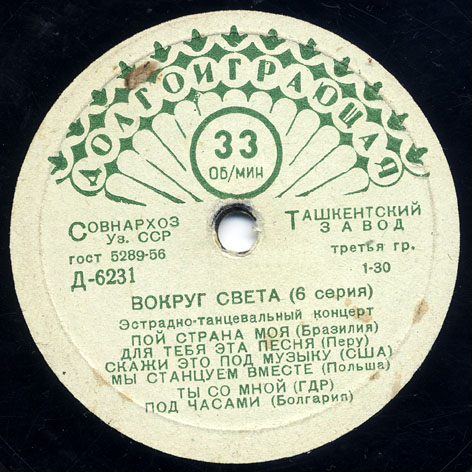 ДОЛГОИГРАЮЩАЯ
33
ОБ/МИН
СОВНАРХОЗ
Уз. ССР
ГОСТ 5289-56
Д-6231
ТАШКЕНТСКИЙ
ЗАВОД
третья гр.
1-30
ВОКРУГ СВЕТА (6 серия)
Эстрадно-танцевальный концерт
ПОЙ СТРАНА МОЯ (Бразилия)
ДЛЯ ТЕБЯ ЭТА ПЕСНЯ (Перу)
СКАЖИ ЭТО ПОД МУЗЫКУ (США)
МЫ СТАНЦУЕМ ВМЕСТЕ (Польша)
ТЫ СО МНОЙ (ГДР)
ПОД ЧАСАМИ (Болгария)